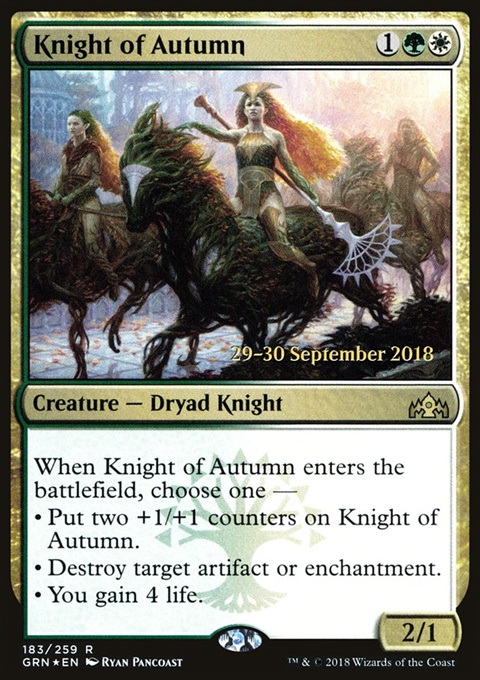 Knight of Autumn 1
29–30 September 2018
Creature — Dryad Knight
When Knight of Autumn enters the
battlefield, choose one —
• Put two +1/+1 counters on Knight of
Autumn.
• Destroy target artifact or enchantment.
• You gain 4 life.
2/1
183/259 R
GRN★EN Ryan Pancoast
™ & © 2018 Wizards of the Coast